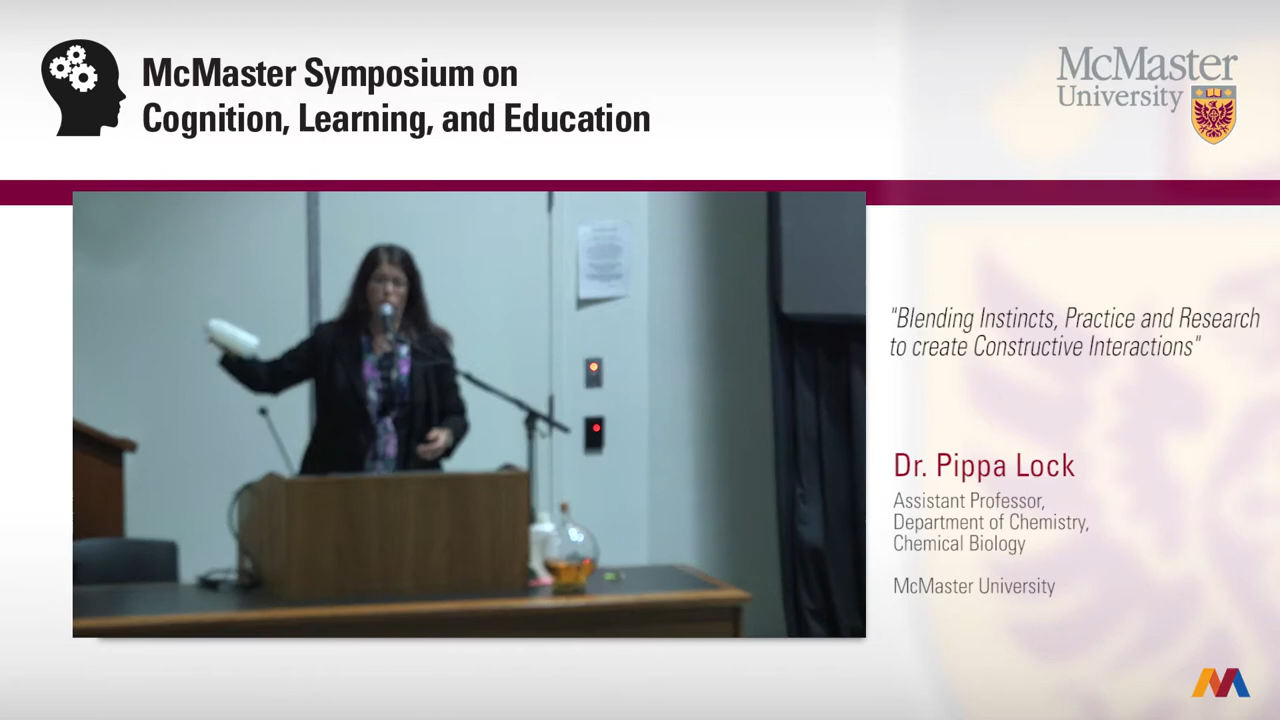 McMaster Symposium on
Cognition, Learning, and Education
McMaster
University
"Blending Instincts, Practice and Research
to create Constructive Interactions"
Dr. Pippa Lock
Assistant Professor,
Department of Chemistry,
Chemical Biology
McMaster University